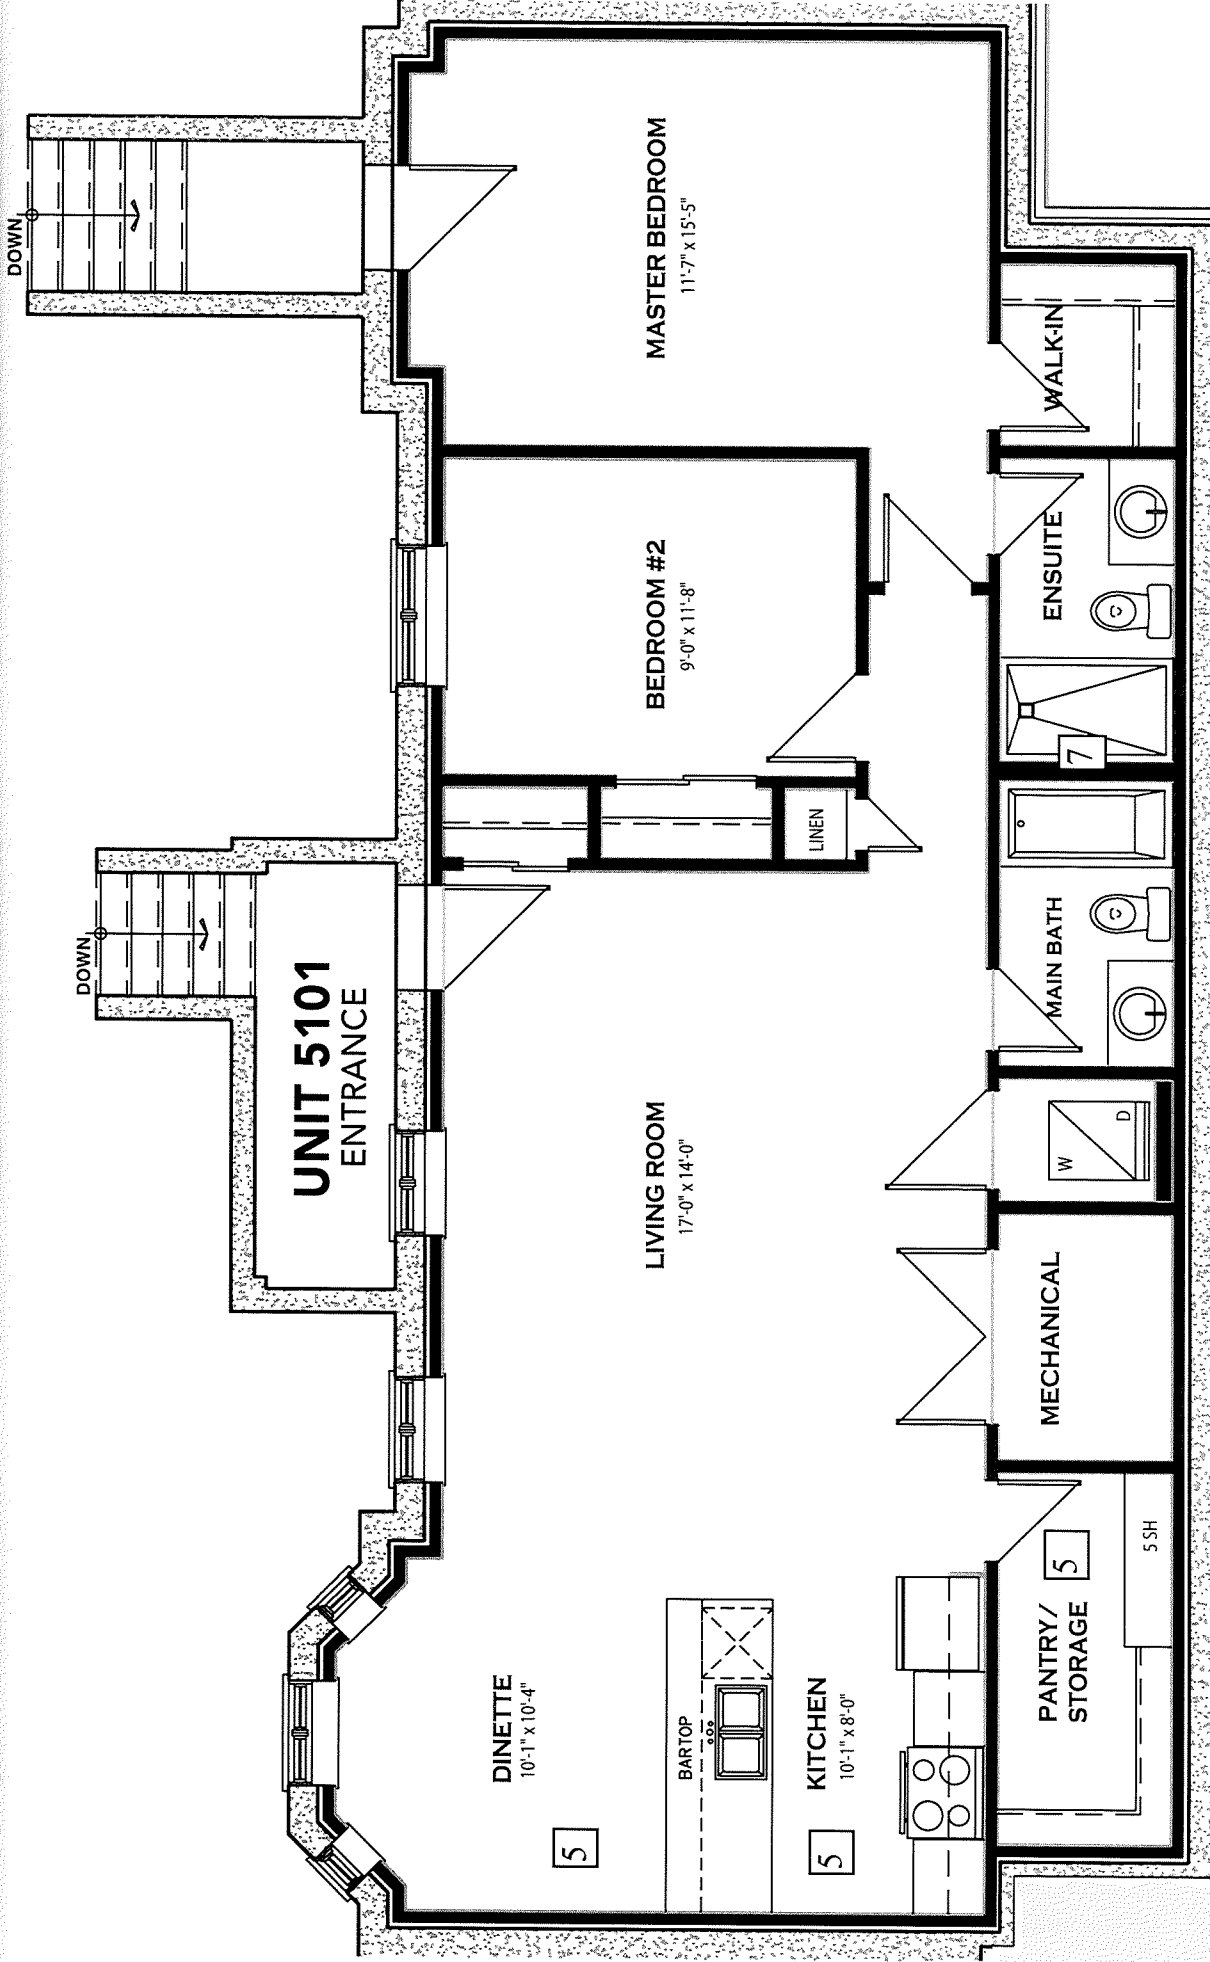 DOWN
MASTER BEDROOM
11'-7" x 15'-5"
WALK-IN
BEDROOM #2
9'-0" x 11'-8"
ENSUITE
7
LINEN
DOWN
UNIT 5101
ENTRANCE
MAIN BATH
LIVING ROOM
17'-0" x 14'-0"
W
D
MECHANICAL
DINETTE
10'-1" x 10'-4"
5
BARTOP
KITCHEN
10'-1" x 8'-0"
5
PANTRY/
STORAGE
5
5 SH